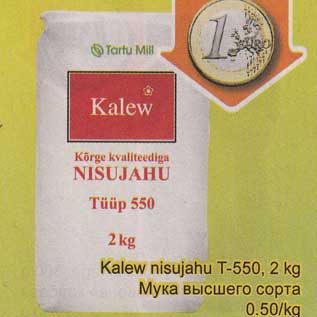 Tartu Mill
1 EURO
Kalew
Kõrge kvaliteediga
NISUJAHU
Tüüp 550
2 kg
Kalew nisujahu T-550, 2 kg
Мука высшего сорта
0.50/kg